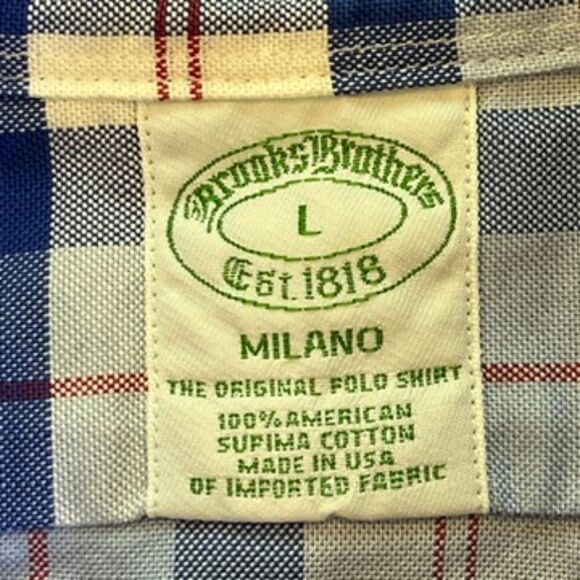 Brooks Brothers
L
Est. 1818
MILANO
THE ORIGINAL POLO SHIRT
100% AMERICAN
SUPIMA COTTON
MADE IN USA
OF IMPORTED FABRIC